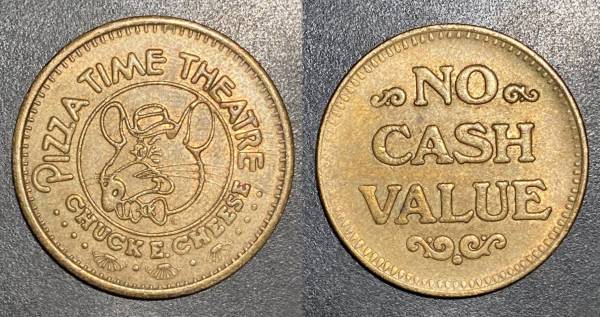 PIZZA TIME THEATRE
CHUCK E. CHEESE
NO
CASH
VALUE